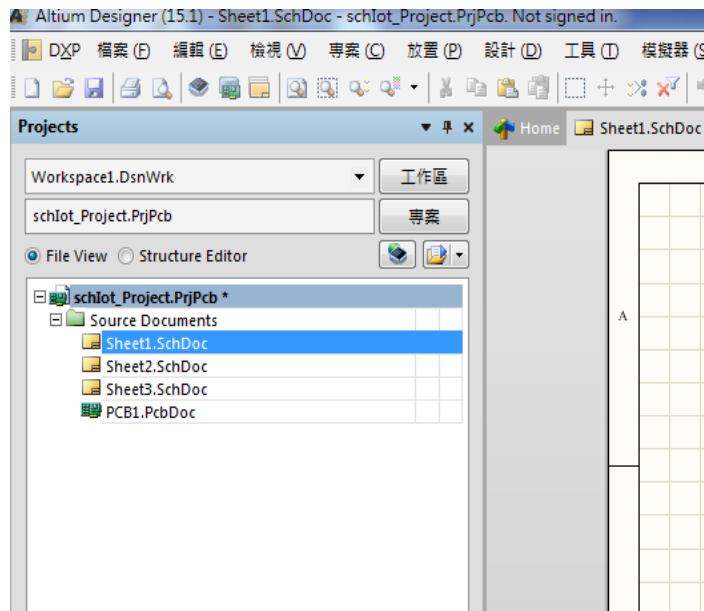 Altium Designer (15.1) - Sheet1.SchDoc - schIot_Project.PrjPcb. Not signed in.
DXP 檔案 (F) 編輯 (E) 檢視 (V) 專案 (C) 放置 (P) 設計 (D) 工具 (T) 模擬器 (S
Projects
Home Sheet1.SchDoc
Workspace1.DsnWrk 工作區
schIot_Project.PrjPcb 專案
File View Structure Editor
schIot_Project.PrjPcb *
Source Documents
A
Sheet1.SchDoc
Sheet2.SchDoc
Sheet3.SchDoc
PCB1.PcbDoc